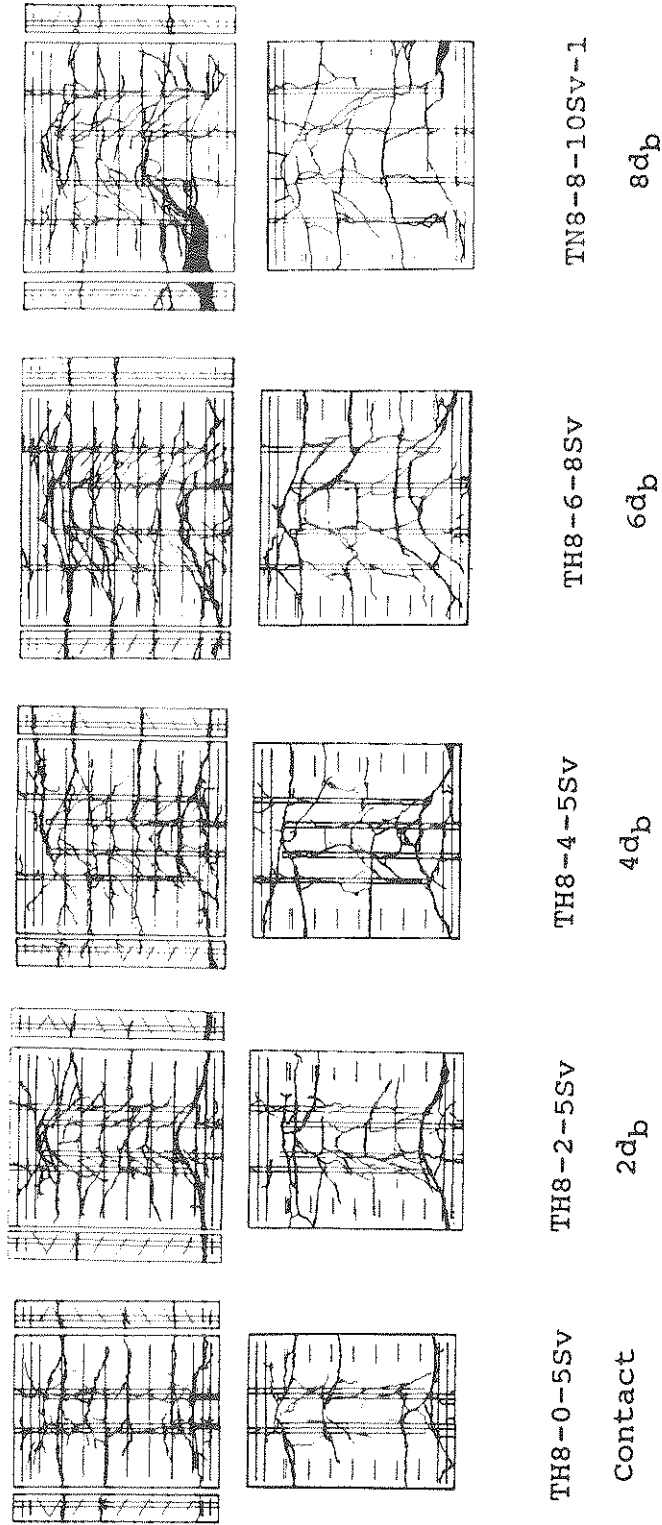 TH8-0-5Sv
Contact
TH8-2-5Sv
2db
TH8-4-5Sv
4db
TH8-6-8Sv
6db
TN8-8-10Sv-1
8db